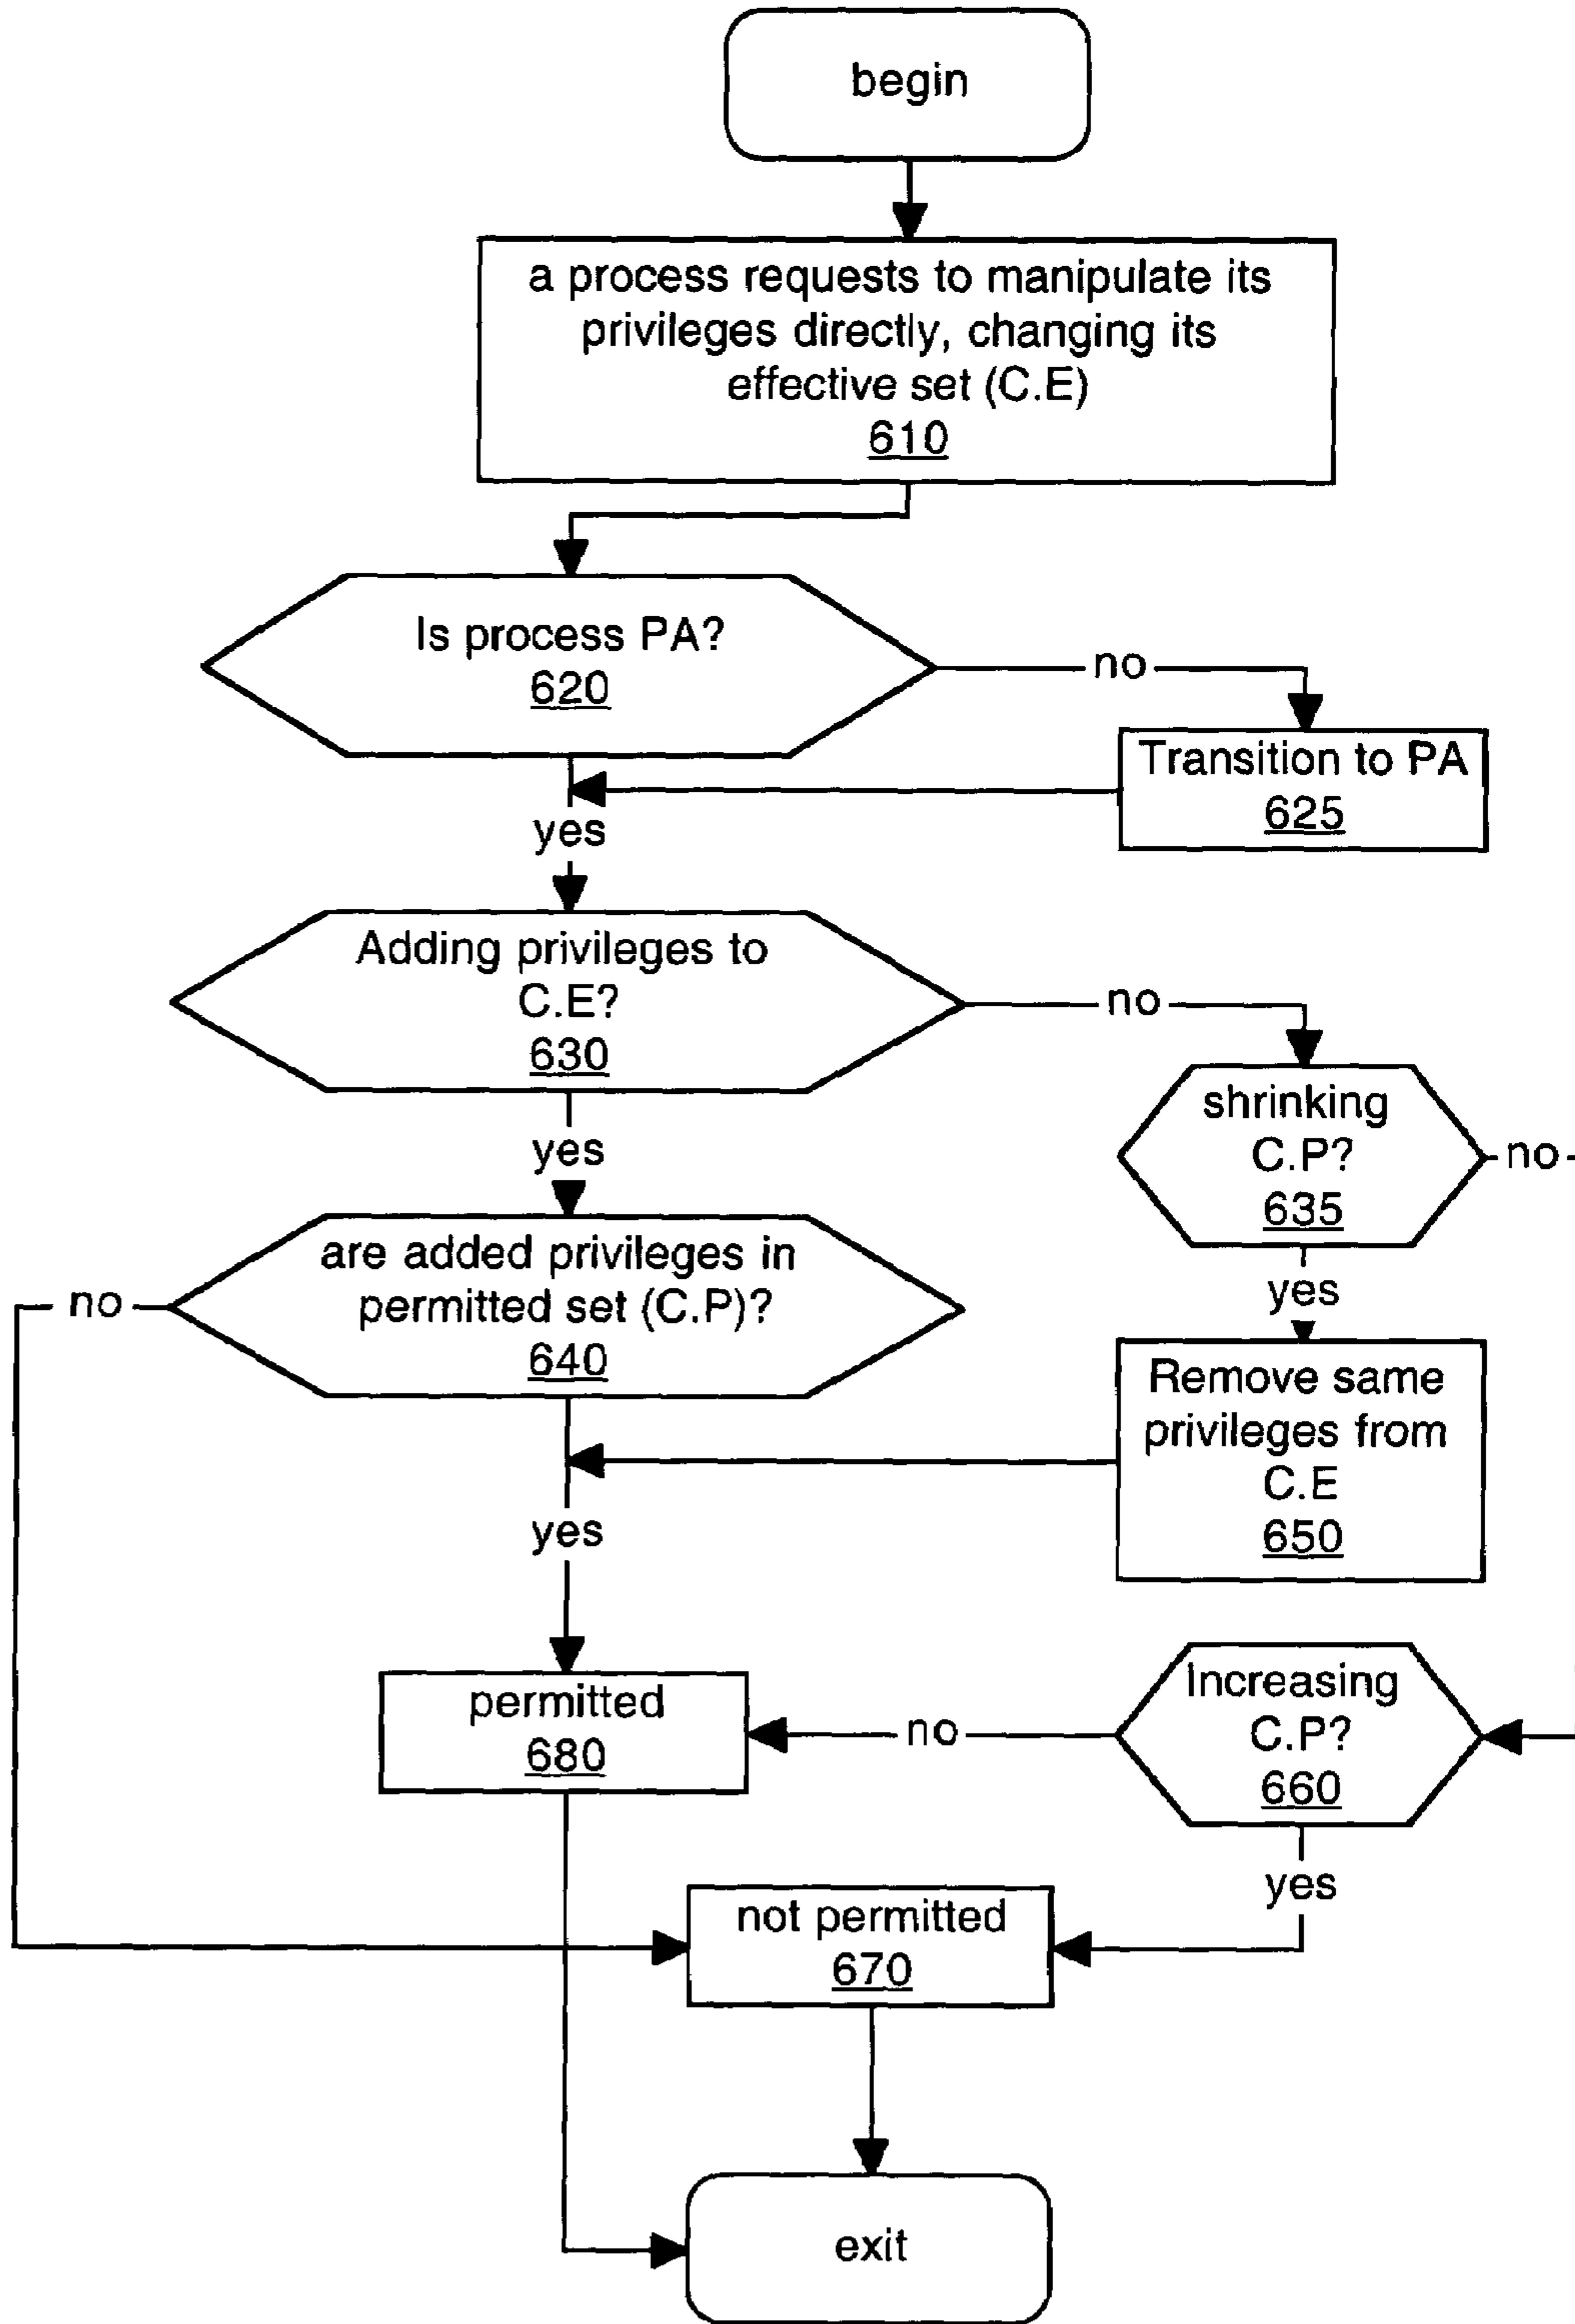 begin
a process requests to manipulate its
privileges directly, changing its
effective set (C.E)
610
Is process PA?
620
no
Transition to PA
625
yes
Adding privileges to
C.E?
630
no
shrinking
C.P?
635
no
yes
yes
are added privileges in
permitted set (C.P)?
640
no
Remove same
privileges from
C.E
650
yes
permitted
680
no
Increasing
C.P?
660
yes
not permitted
670
exit